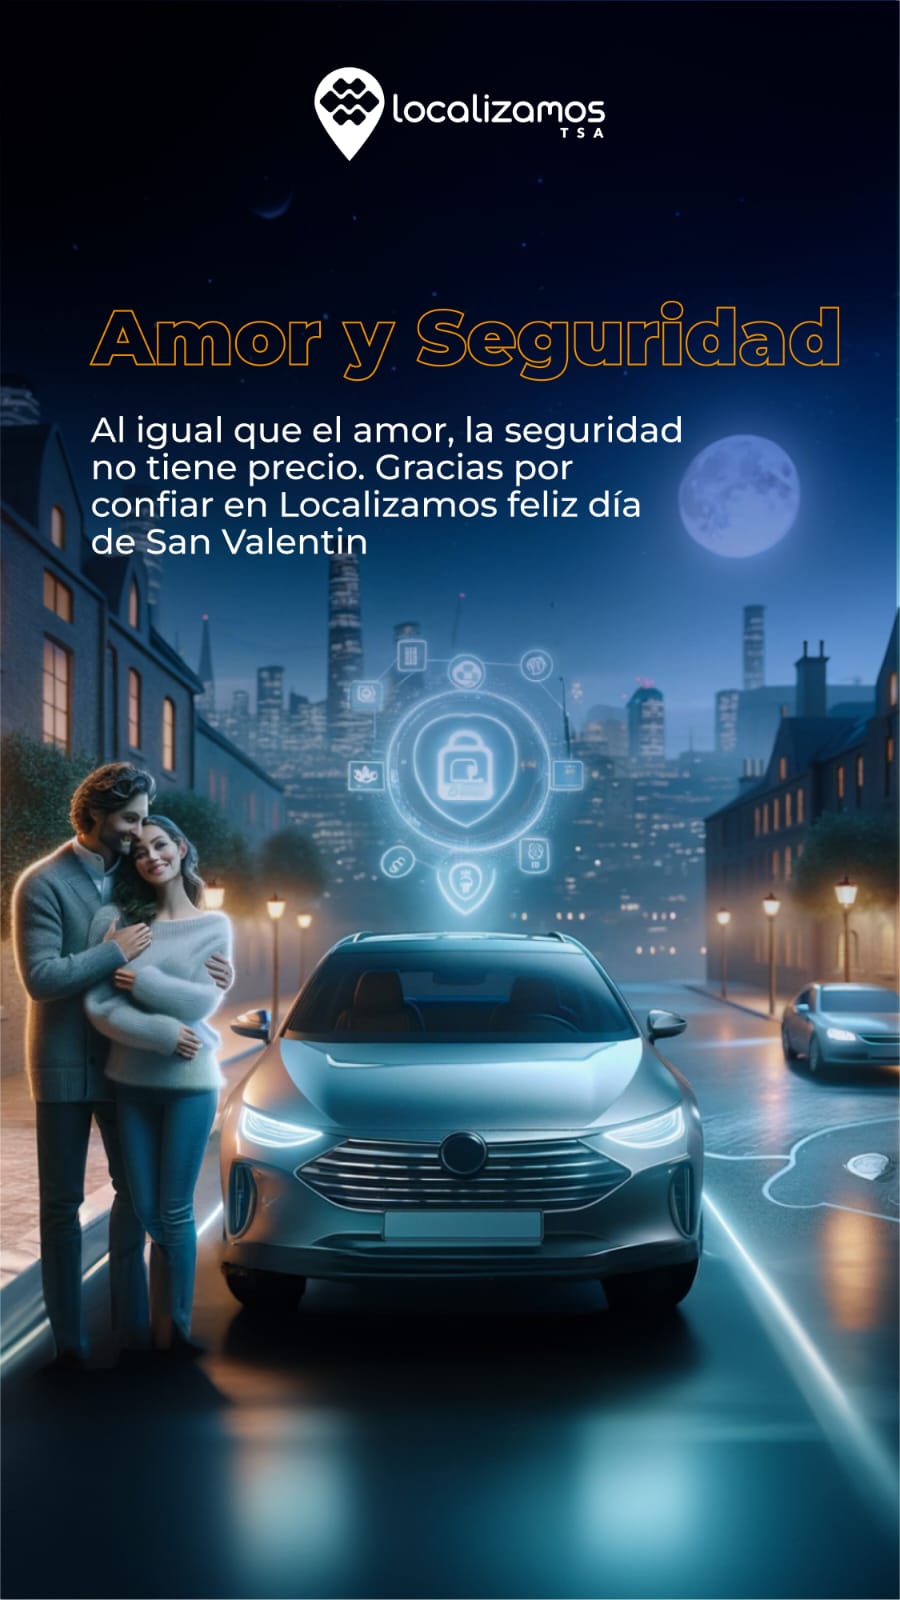 localizamos
TSA
Amor y Seguridad
Al igual que el amor, la seguridad
no tiene precio. Gracias por
confiar en Localizamos feliz día
de San Valentin